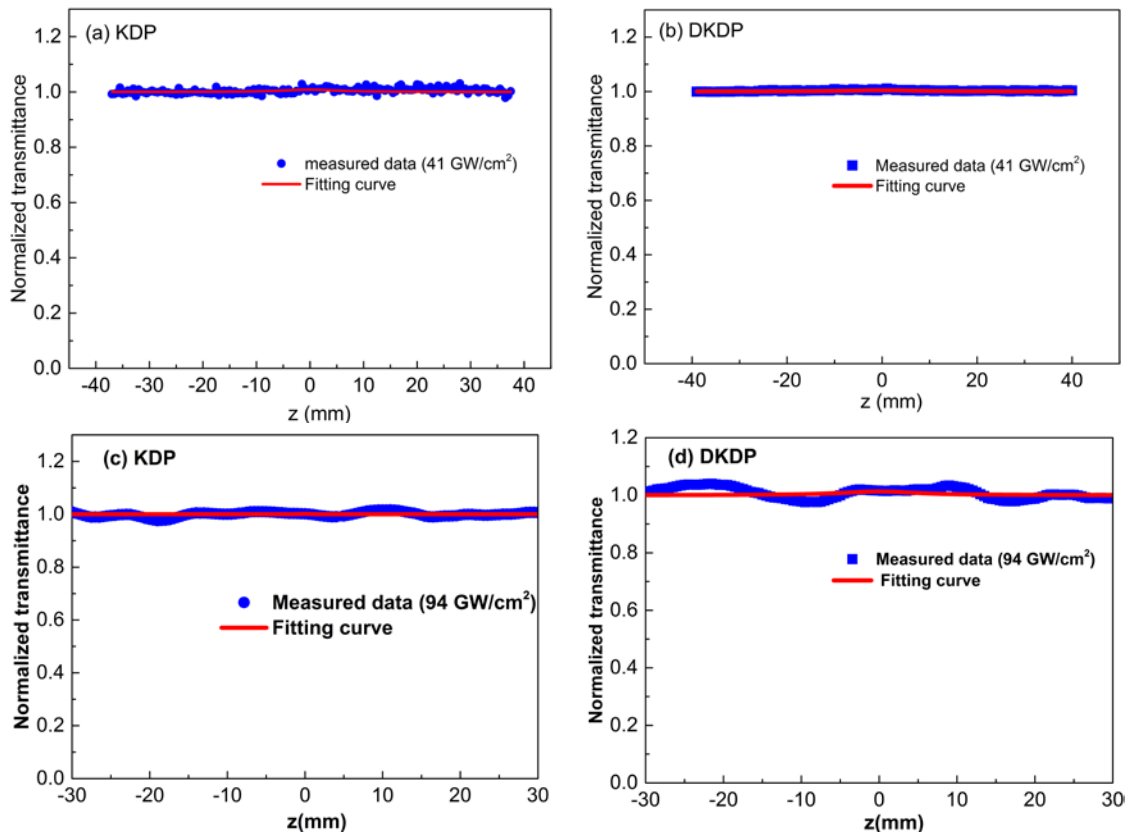 (a) KDP
1.2
1.0
0.8
0.6
0.4
0.2
0.0
Normalized transmittance
measured data (41 GW/cm²)
Fitting curve
-40 -30 -20 -10 0 10 20 30 40
z (mm)
(b) DKDP
1.2
1.0
0.8
0.6
0.4
0.2
0.0
Normalized transmittance
Measured data (41 GW/cm²)
Fitting curve
-40 -20 0 20 40
z (mm)
(c) KDP
1.2
1.0
0.8
0.6
0.4
0.2
0.0
Normalized transmittance
Measured data (94 GW/cm²)
Fitting curve
-30 -20 -10 0 10 20 30
z(mm)
(d) DKDP
1.2
1.0
0.8
0.6
0.4
0.2
0.0
Normalized transmittance
Measured data (94 GW/cm²)
Fitting curve
-30 -20 -10 0 10 20 30
z(mm)